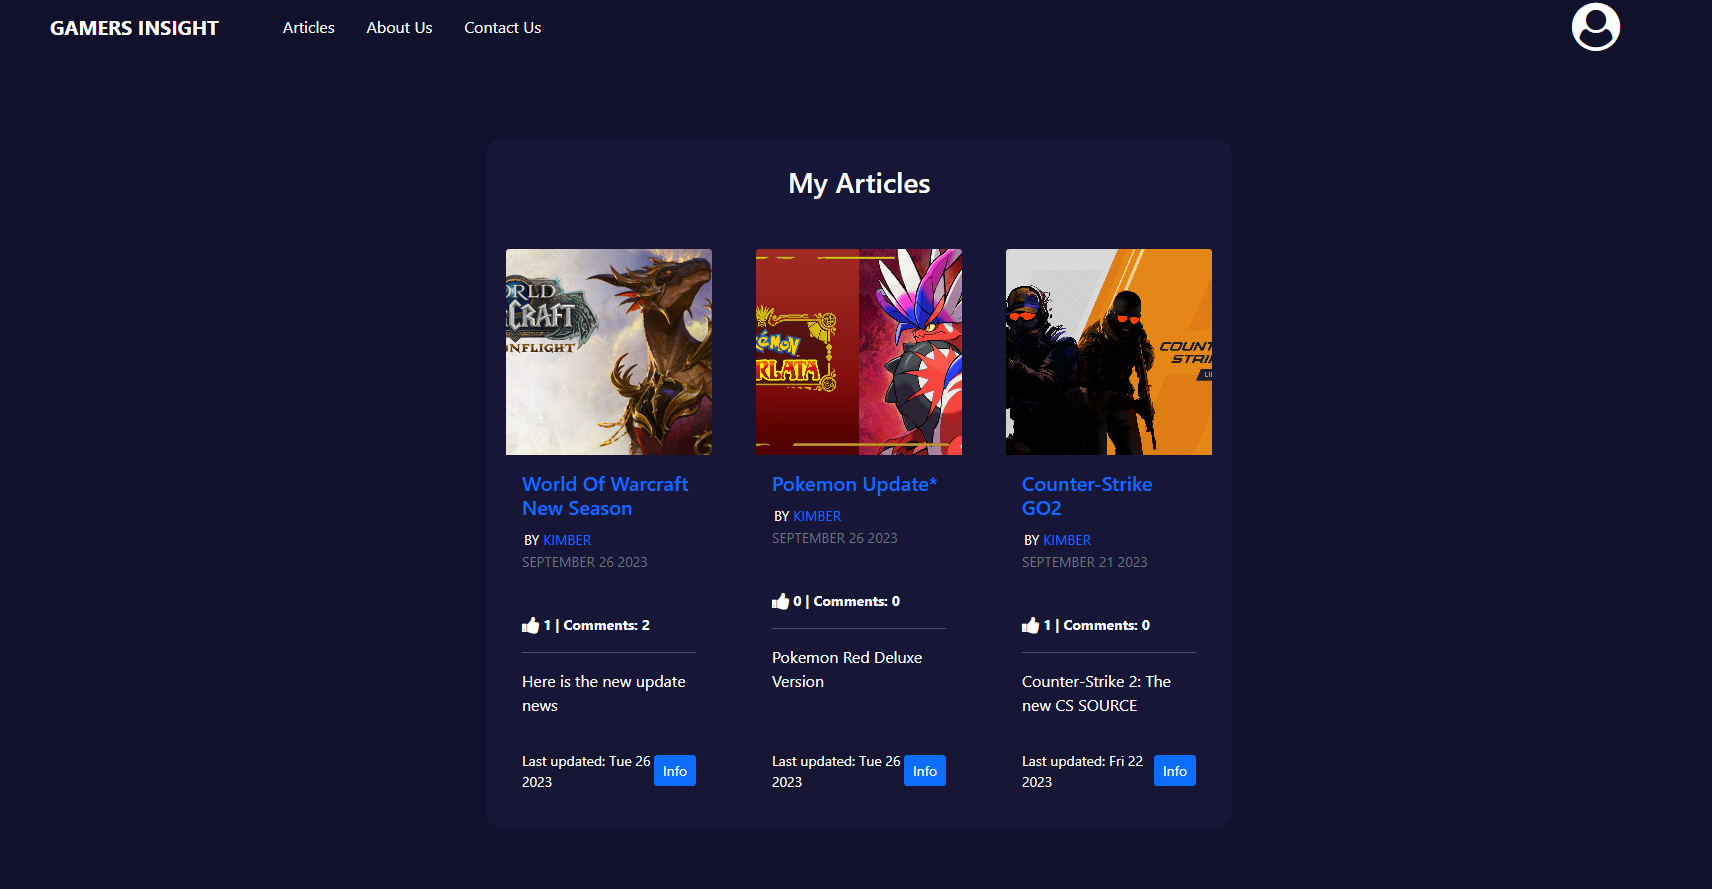 GAMERS INSIGHT
Articles
About Us
Contact Us
My Articles
ORLD
CRAFT
ONFLIGHT
World Of Warcraft
New Season
BY KIMBER
SEPTEMBER 26 2023
1 | Comments: 2
Here is the new update
news
Last updated: Tue 26
2023
Info
KÉMON
RLATA
Pokemon Update*
BY KIMBER
SEPTEMBER 26 2023
0 | Comments: 0
Pokemon Red Deluxe
Version
Last updated: Tue 26
2023
Info
COUNT
STRI
LI
Counter-Strike
GO2
BY KIMBER
SEPTEMBER 21 2023
1 | Comments: 0
Counter-Strike 2: The
new CS SOURCE
Last updated: Fri 22
2023
Info